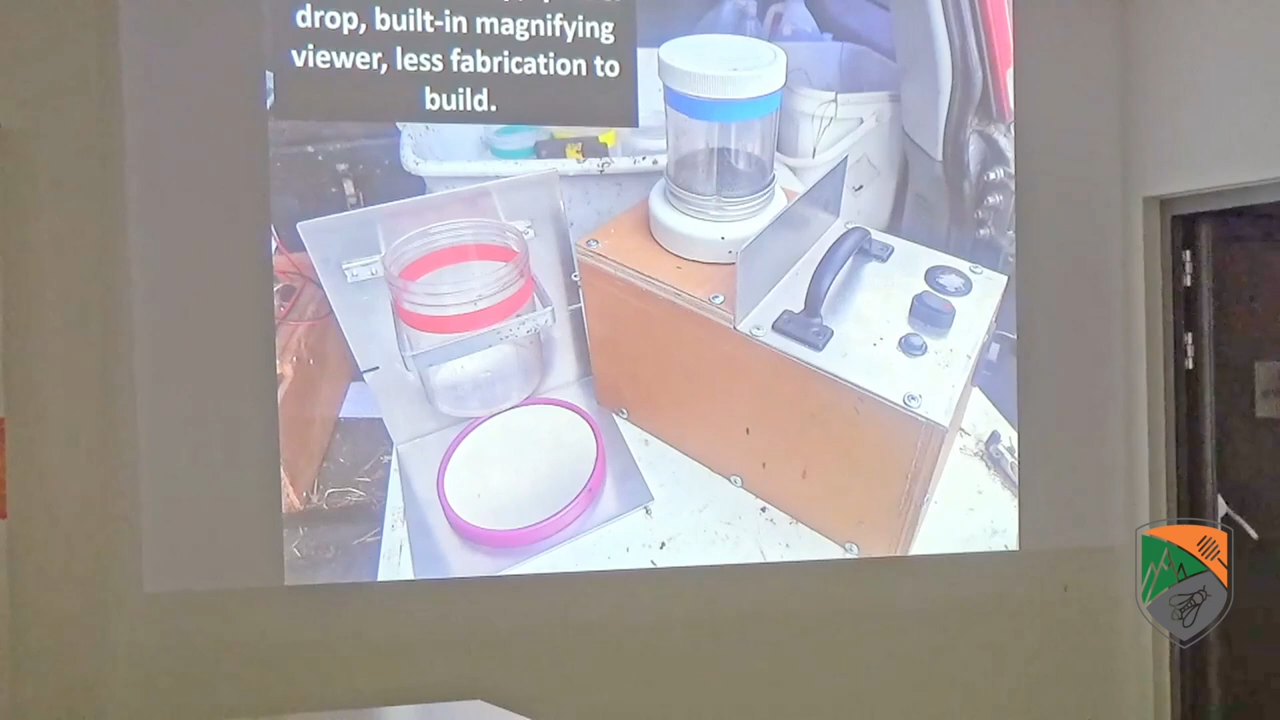 drop, built-in magnifying
viewer, less fabrication to
build.